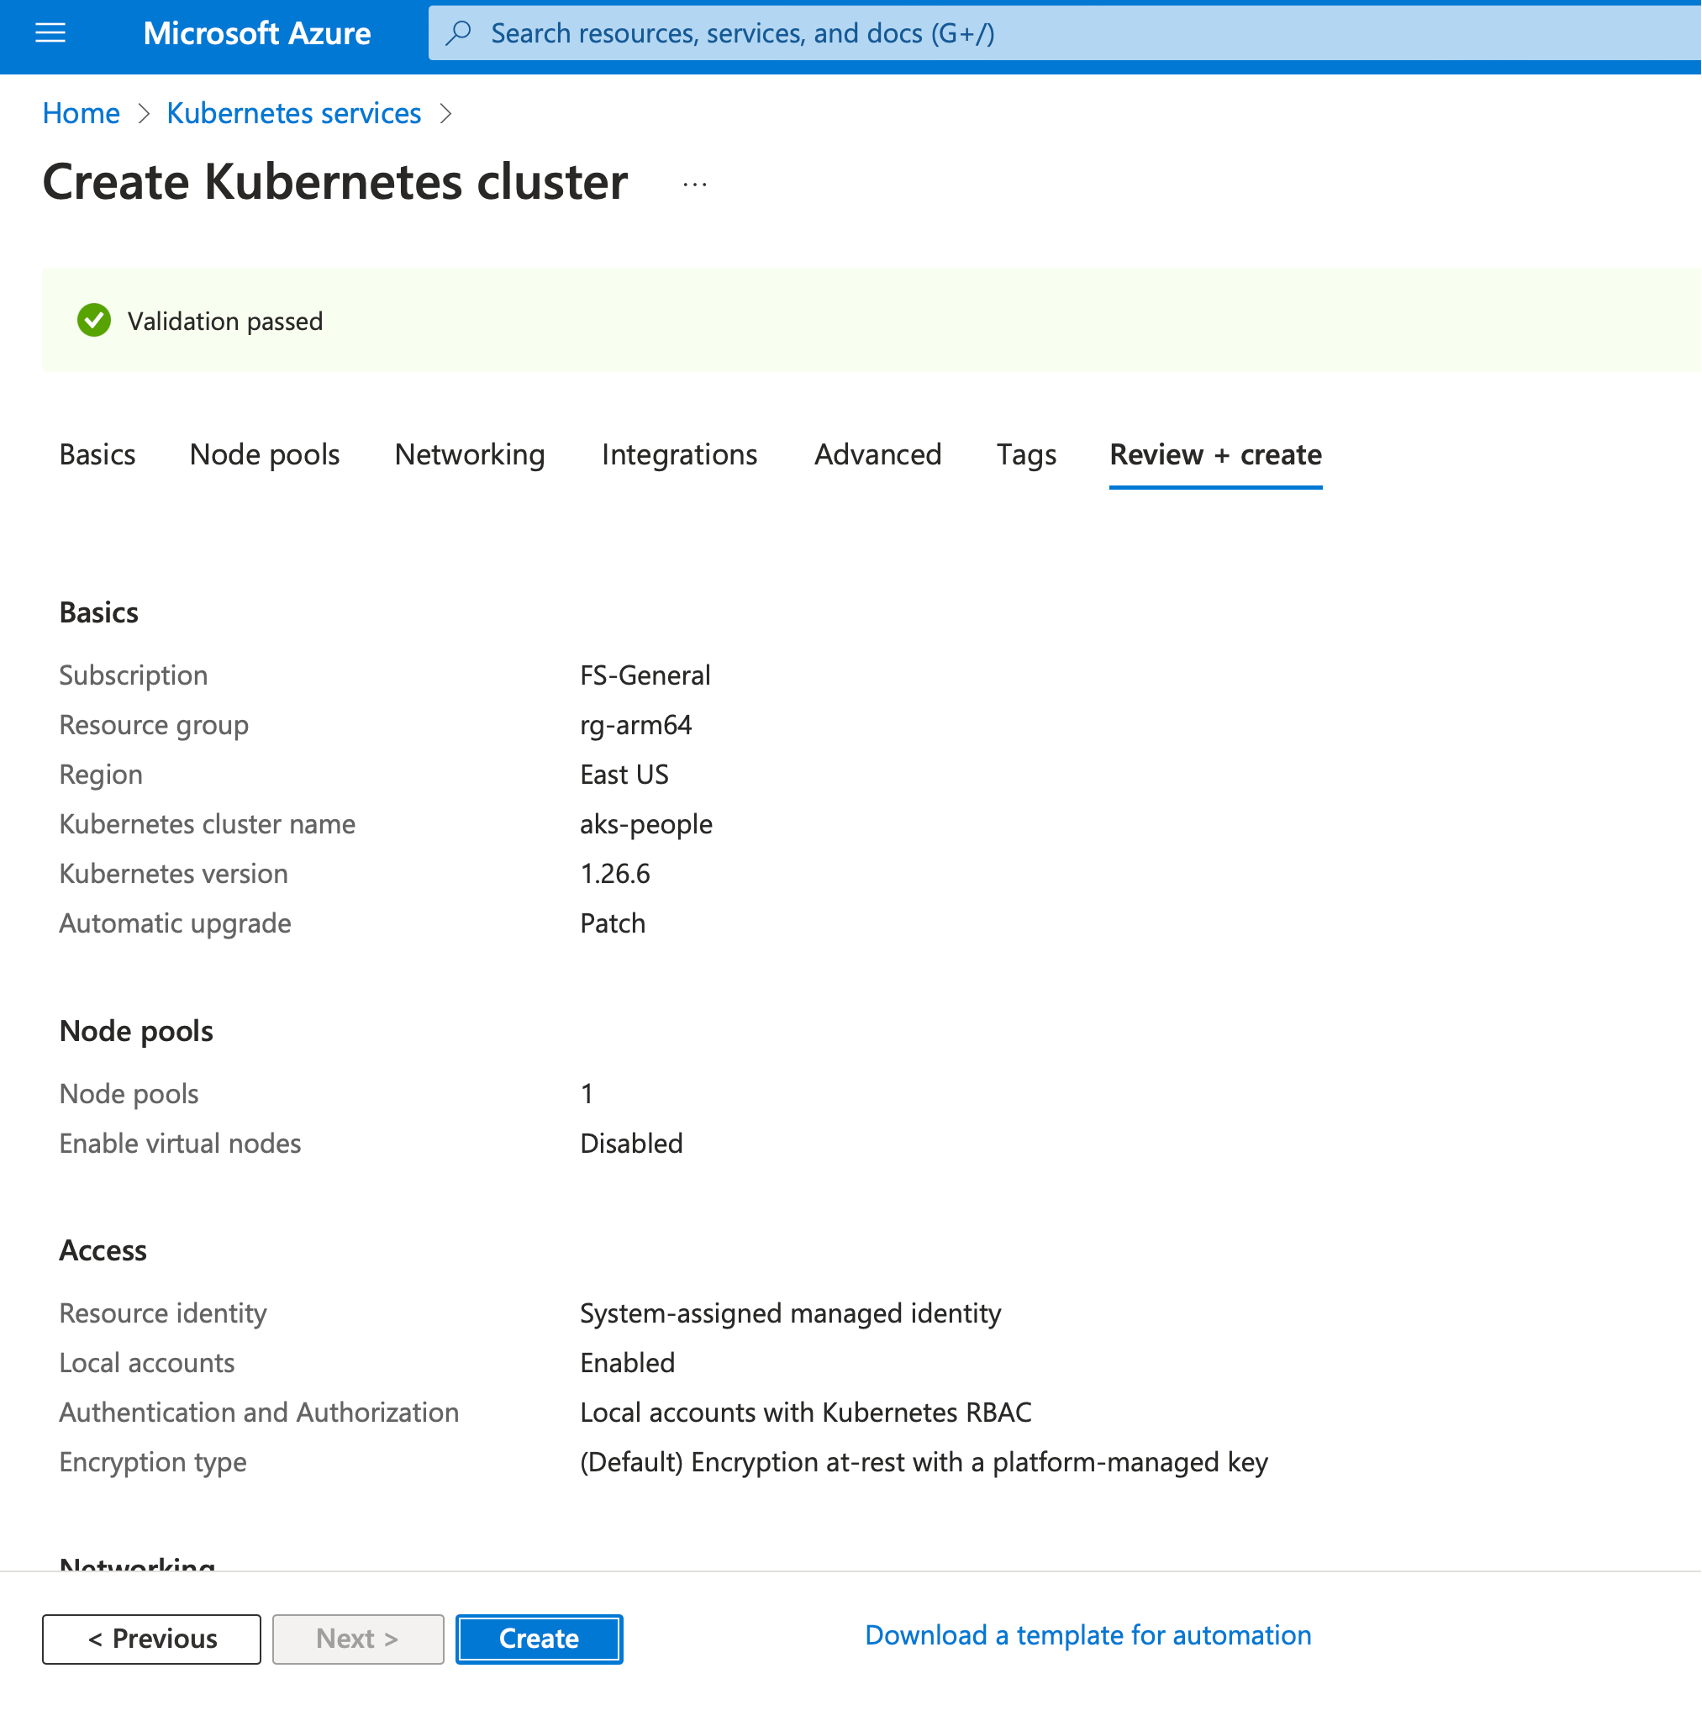 Microsoft Azure
Search resources, services, and docs (G+/)
Home > Kubernetes services >
Create Kubernetes cluster ...
Validation passed
Basics Node pools Networking Integrations Advanced Tags Review + create
Basics
Subscription FS-General
Resource group rg-arm64
Region East US
Kubernetes cluster name aks-people
Kubernetes version 1.26.6
Automatic upgrade Patch
Node pools
Node pools 1
Enable virtual nodes Disabled
Access
Resource identity System-assigned managed identity
Local accounts Enabled
Authentication and Authorization Local accounts with Kubernetes RBAC
Encryption type (Default) Encryption at-rest with a platform-managed key
Networking
< Previous Next > Create Download a template for automation